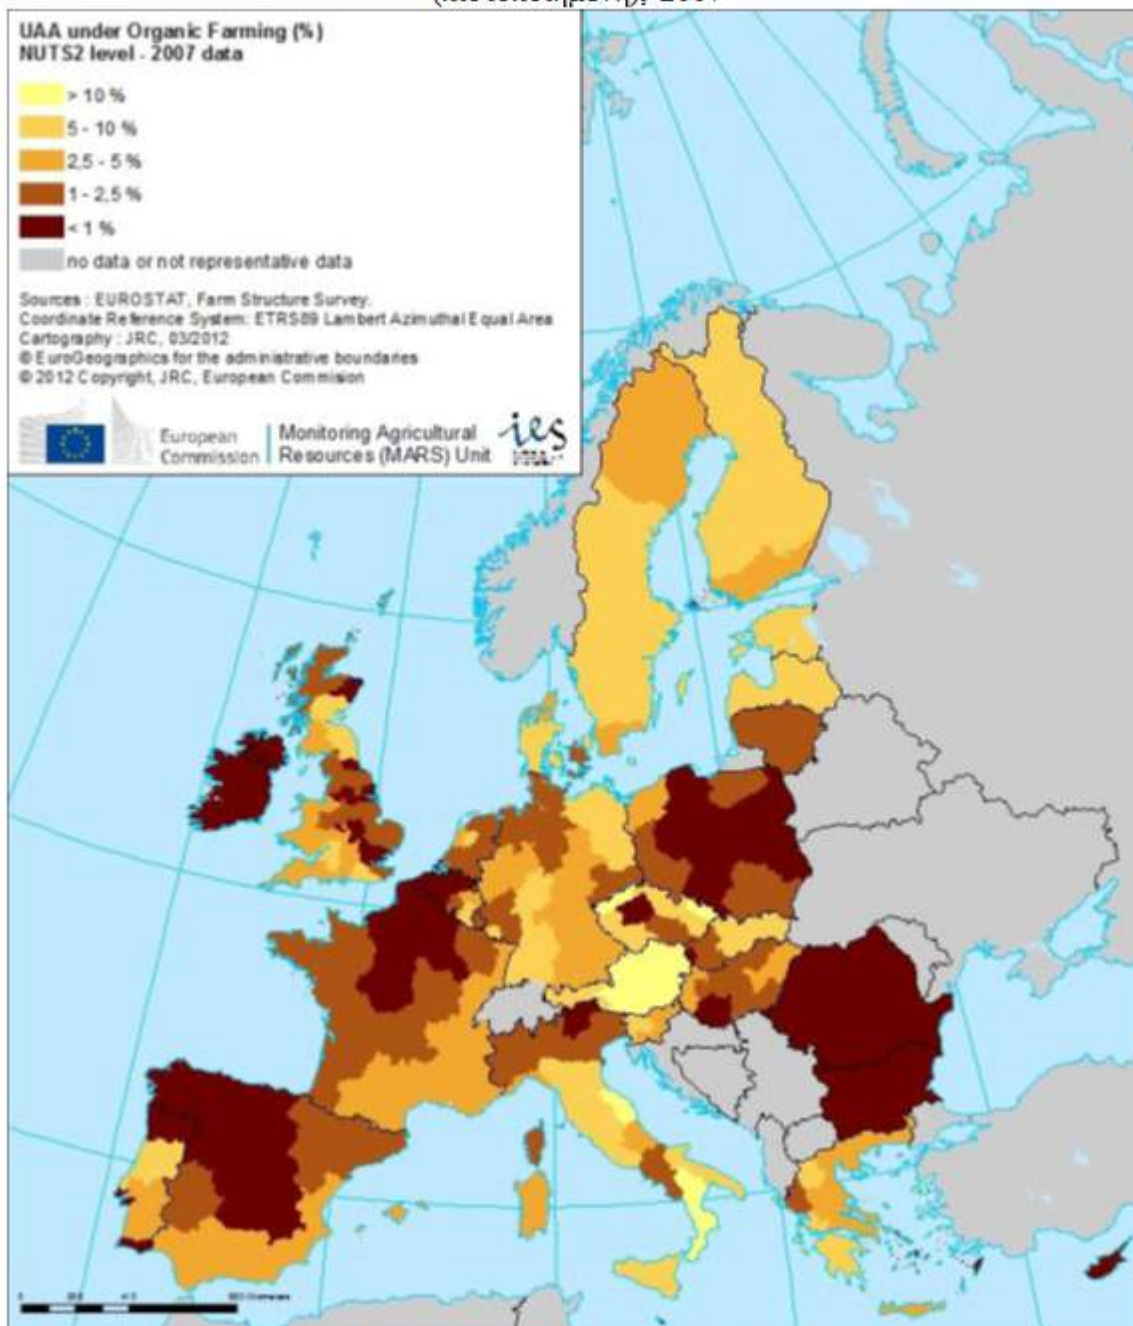 UAA under Organic Farming (%)
NUTS2 level - 2007 data
> 10 %
5 - 10 %
2,5 - 5 %
1 - 2,5 %
< 1 %
no data or not representative data
Sources : EUROSTAT, Farm Structure Survey.
Coordinate Reference System: ETRS89 Lambert Azimuthal Equal Area
Cartography : JRC, 03/2012
© EuroGeographics for the administrative boundaries
© 2012 Copyright, JRC, European Commision
European
Commission
Monitoring Agricultural
Resources (MARS) Unit
ies